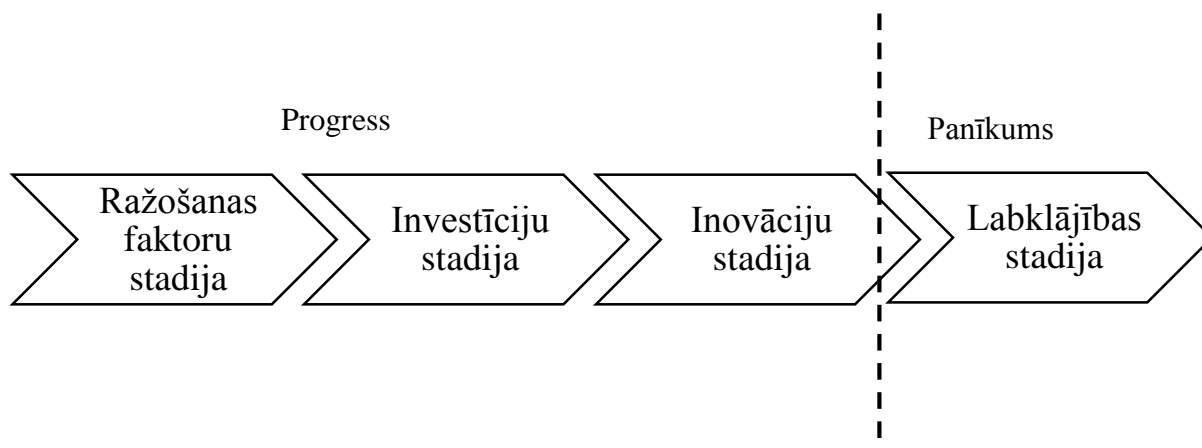 Progress
Panīkums
Ražošanas
faktoru
stadija
Investīciju
stadija
Inovāciju
stadija
Labklājības
stadija